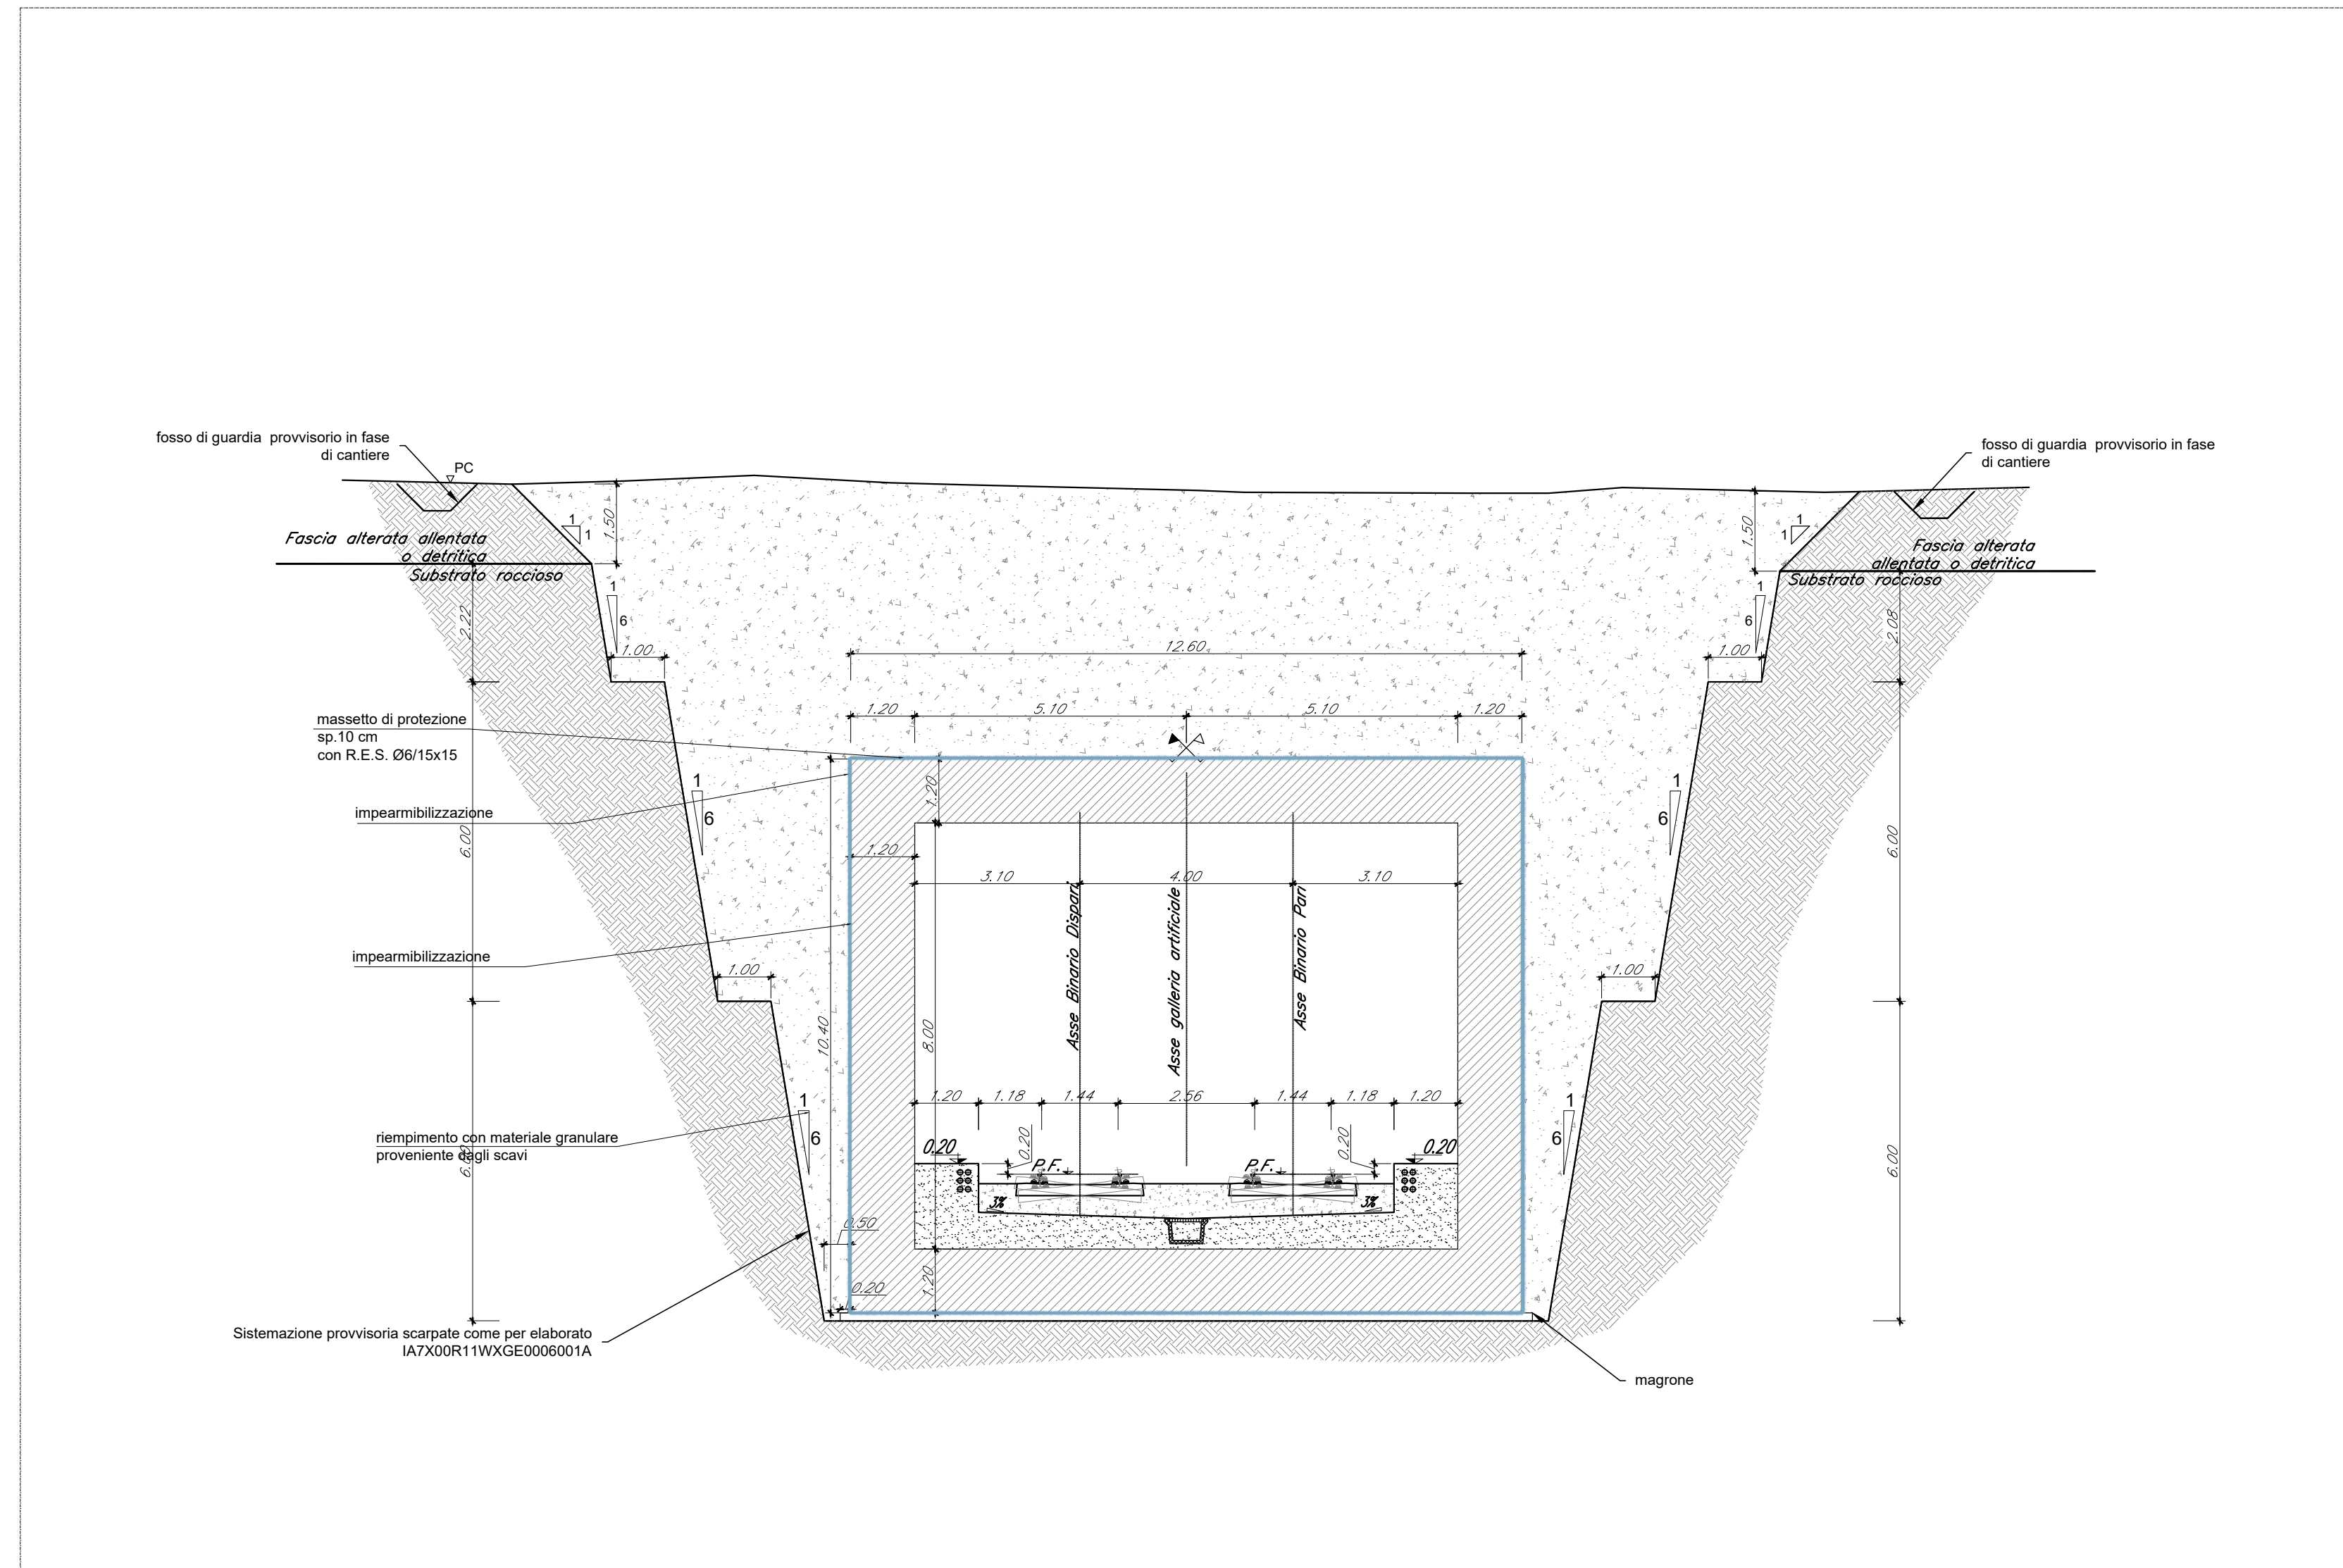 fosso di guardia  provvisorio in fase
di cantiere
fosso di guardia  provvisorio in fase
di cantiere
PC
1.50
1
1
1.50
1
1
Fascia alterata allentata
o detritica
Substrato roccioso
Fascia alterata
allentata o detritica
Substrato roccioso
2.22
1
6
1.00
1
6
1.00
2.08
12.60
1.20
5.10
5.10
1.20
massetto di protezione
sp.10 cm
con R.E.S. Ø6/15x15
1.20
impearmibilizzazione
1
6
1
6
6.00
6.00
1.20
3.10
4.00
3.10
Asse Binario Dispari
Asse galleria artificiale
Asse Binario Pari
impearmibilizzazione
1.00
1.00
10.40
8.00
1.20
1.18
1.44
2.56
1.44
1.18
1.20
1
6
1
6
riempimento con materiale granulare
proveniente dagli scavi
6.00
6.00
0.20
0.20
P.F.
P.F.
0.20
0.20
3%
3%
0.50
0.20
1.20
Sistemazione provvisoria scarpate come per elaborato
IA7X00R11WXGE0006001A
magrone